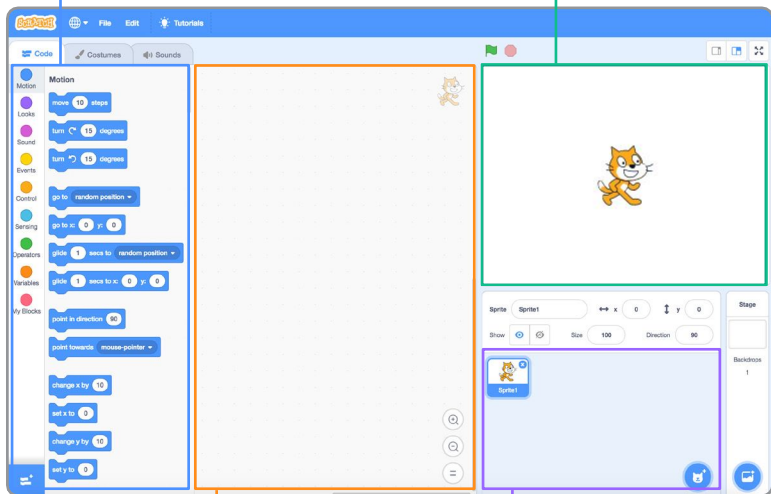 SCRATCH File Edit Tutorials
Code Costumes Sounds
Motion
Looks
Sound
Events
Control
Sensing
Operators
Variables
My Blocks
Motion
move 10 steps
turn 15 degrees
turn 15 degrees
go to random position
go to x: 0 y: 0
glide 1 secs to random position
glide 1 secs to x: 0 y: 0
point in direction 90
point towards mouse-pointer
change x by 10
set x to 0
change y by 10
set y to 0
Sprite Sprite1 x 0 y 0
Show Size 100 Direction 90
Sprite1
Stage
Backdrops
1